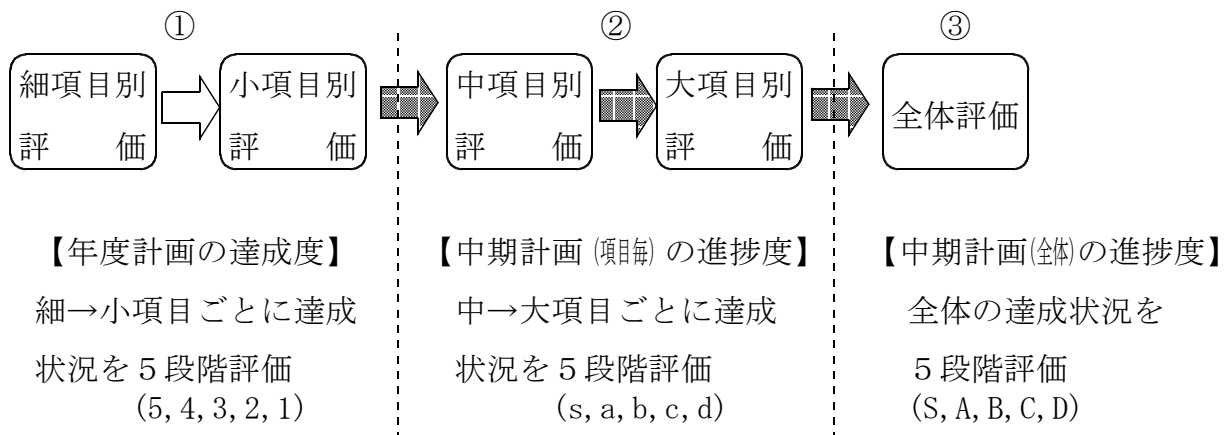 ① ② ③
細項目別
評　価
小項目別
評　価
中項目別
評　価
大項目別
評　価
全体評価
【年度計画の達成度】
細→小項目ごとに達成
状況を５段階評価
(5,4,3,2,1)
【中期計画(項目毎)の進捗度】
中→大項目ごとに達成
状況を５段階評価
(s,a,b,c,d)
【中期計画(全体)の進捗度】
全体の達成状況を
５段階評価
(S,A,B,C,D)